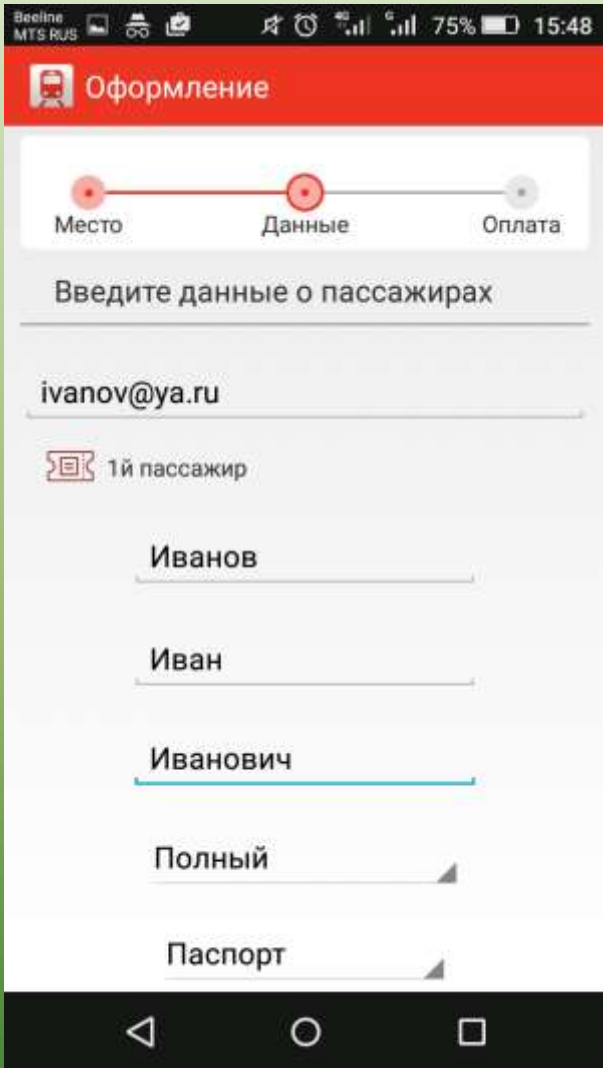 Beeline
MTS RUS
4G
G
75%
15:48
Оформление
Место
Данные
Оплата
Введите данные о пассажирах
ivanov@ya.ru
1й пассажир
Иванов
Иван
Иванович
Полный
Паспорт